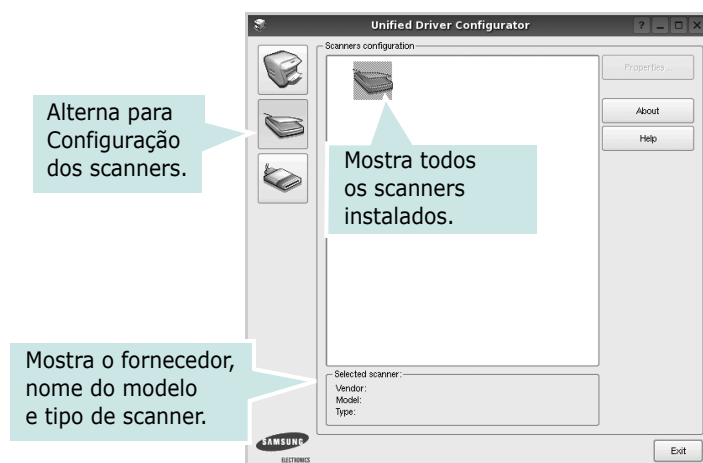 Unified Driver Configurator
Scanners configuration
Properties...
About
Help
Alterna para
Configuração
dos scanners.
Mostra todos
os scanners
instalados.
Mostra o fornecedor,
nome do modelo
e tipo de scanner.
Selected scanner:
Vendor:
Model:
Type:
SAMSUNG
ELECTRONICS
Exit